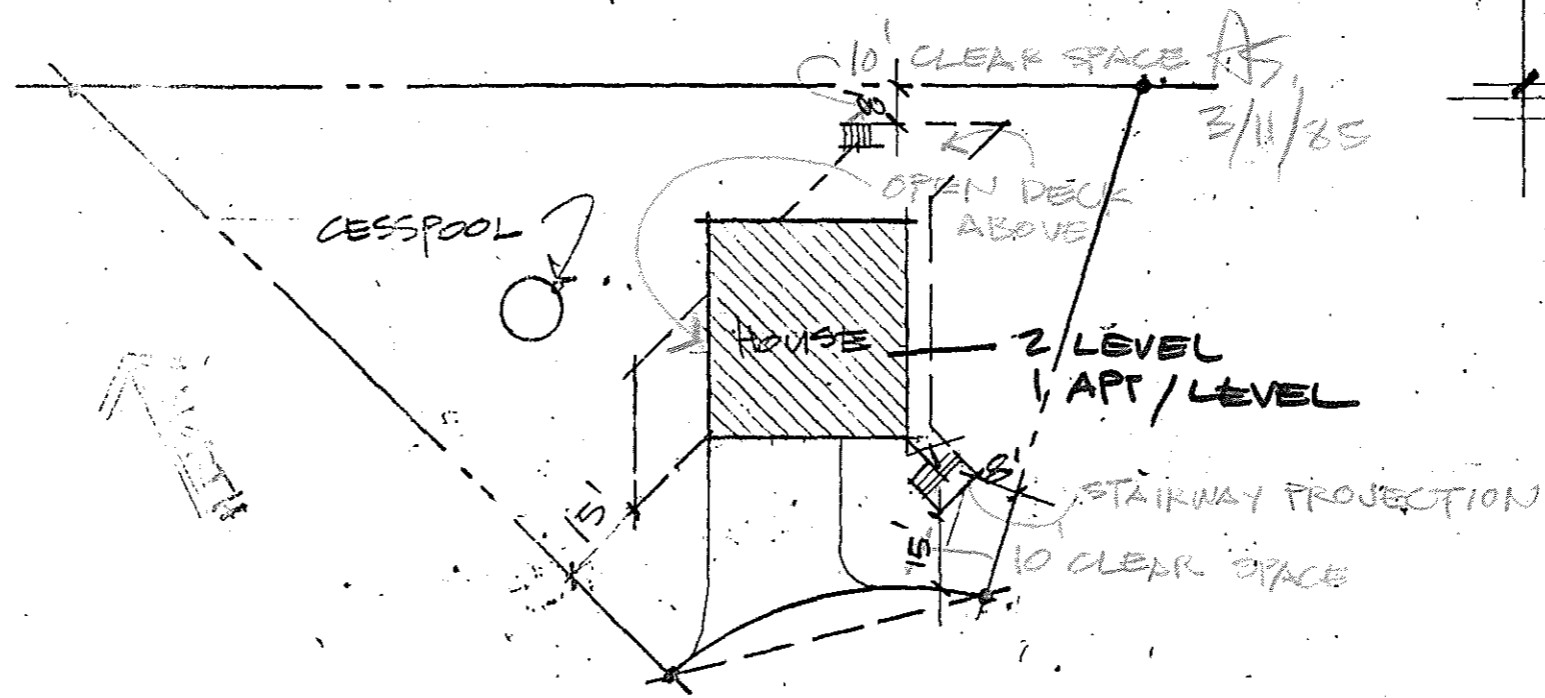 10' CLEAR SPACE
3/11/85
8'
OPEN DECK
ABOVE
CESSPOOL
HOUSE
2/LEVEL
1 APT/LEVEL
8'
STAIRWAY PROJECTION
15'
15'
10 CLEAR SPACE